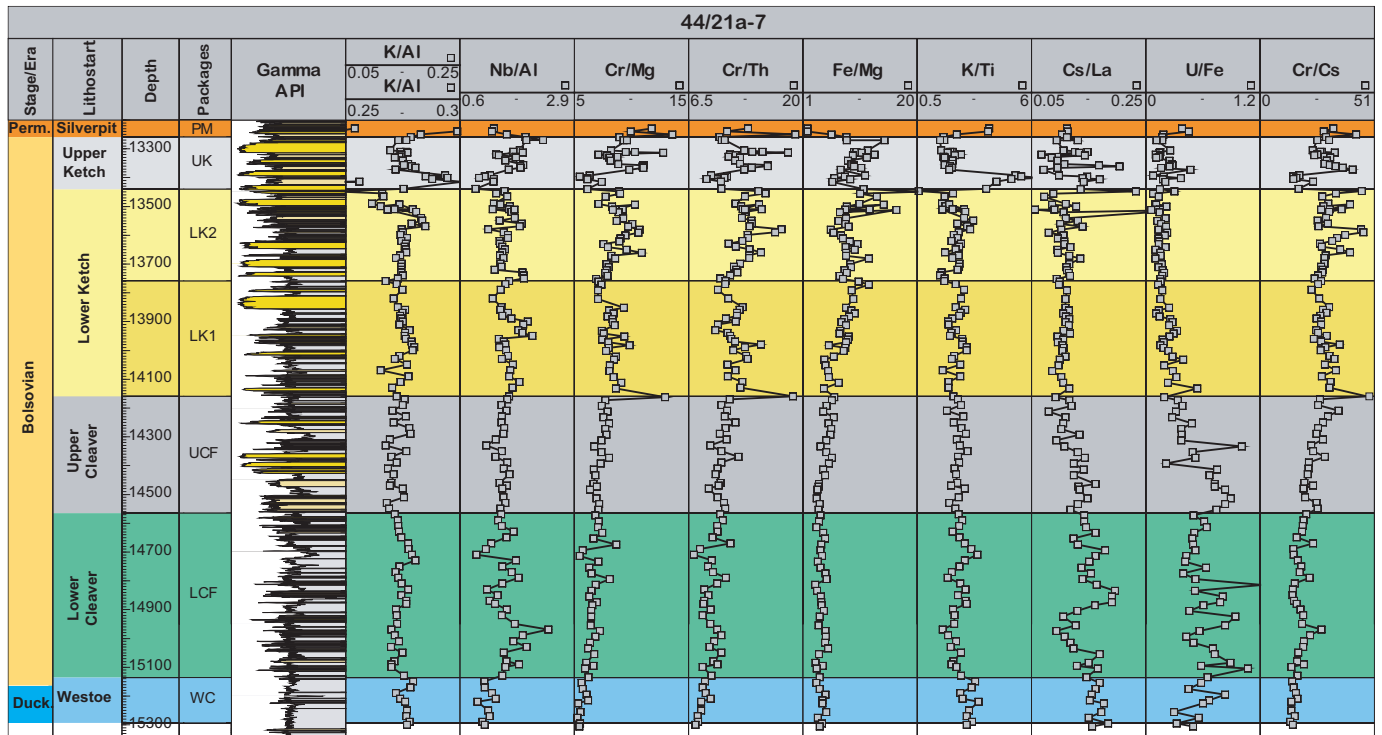 44/21a-7
Stage/Era
Lithostart
Depth
Packages
Gamma
API
K/Al
0.05 - 0.25
K/Al
0.25 0.3
Nb/Al
0.6 - 2.9
Cr/Mg
5 - 15
Cr/Th
6.5 - 20
Fe/Mg
1 - 20
K/Ti
0.5 - 6
Cs/La
0.05 - 0.25
U/Fe
0 - 1.2
Cr/Cs
0 - 51
Perm. Silverpit PM
13300
Upper
Ketch
UK
13500
LK2
13700
Lower Ketch
13900
LK1
14100
Bolsovian
14300
Upper
Cleaver
UCF
14500
14700
Lower
Cleaver
LCF
14900
15100
Duck. Westoe WC
15300